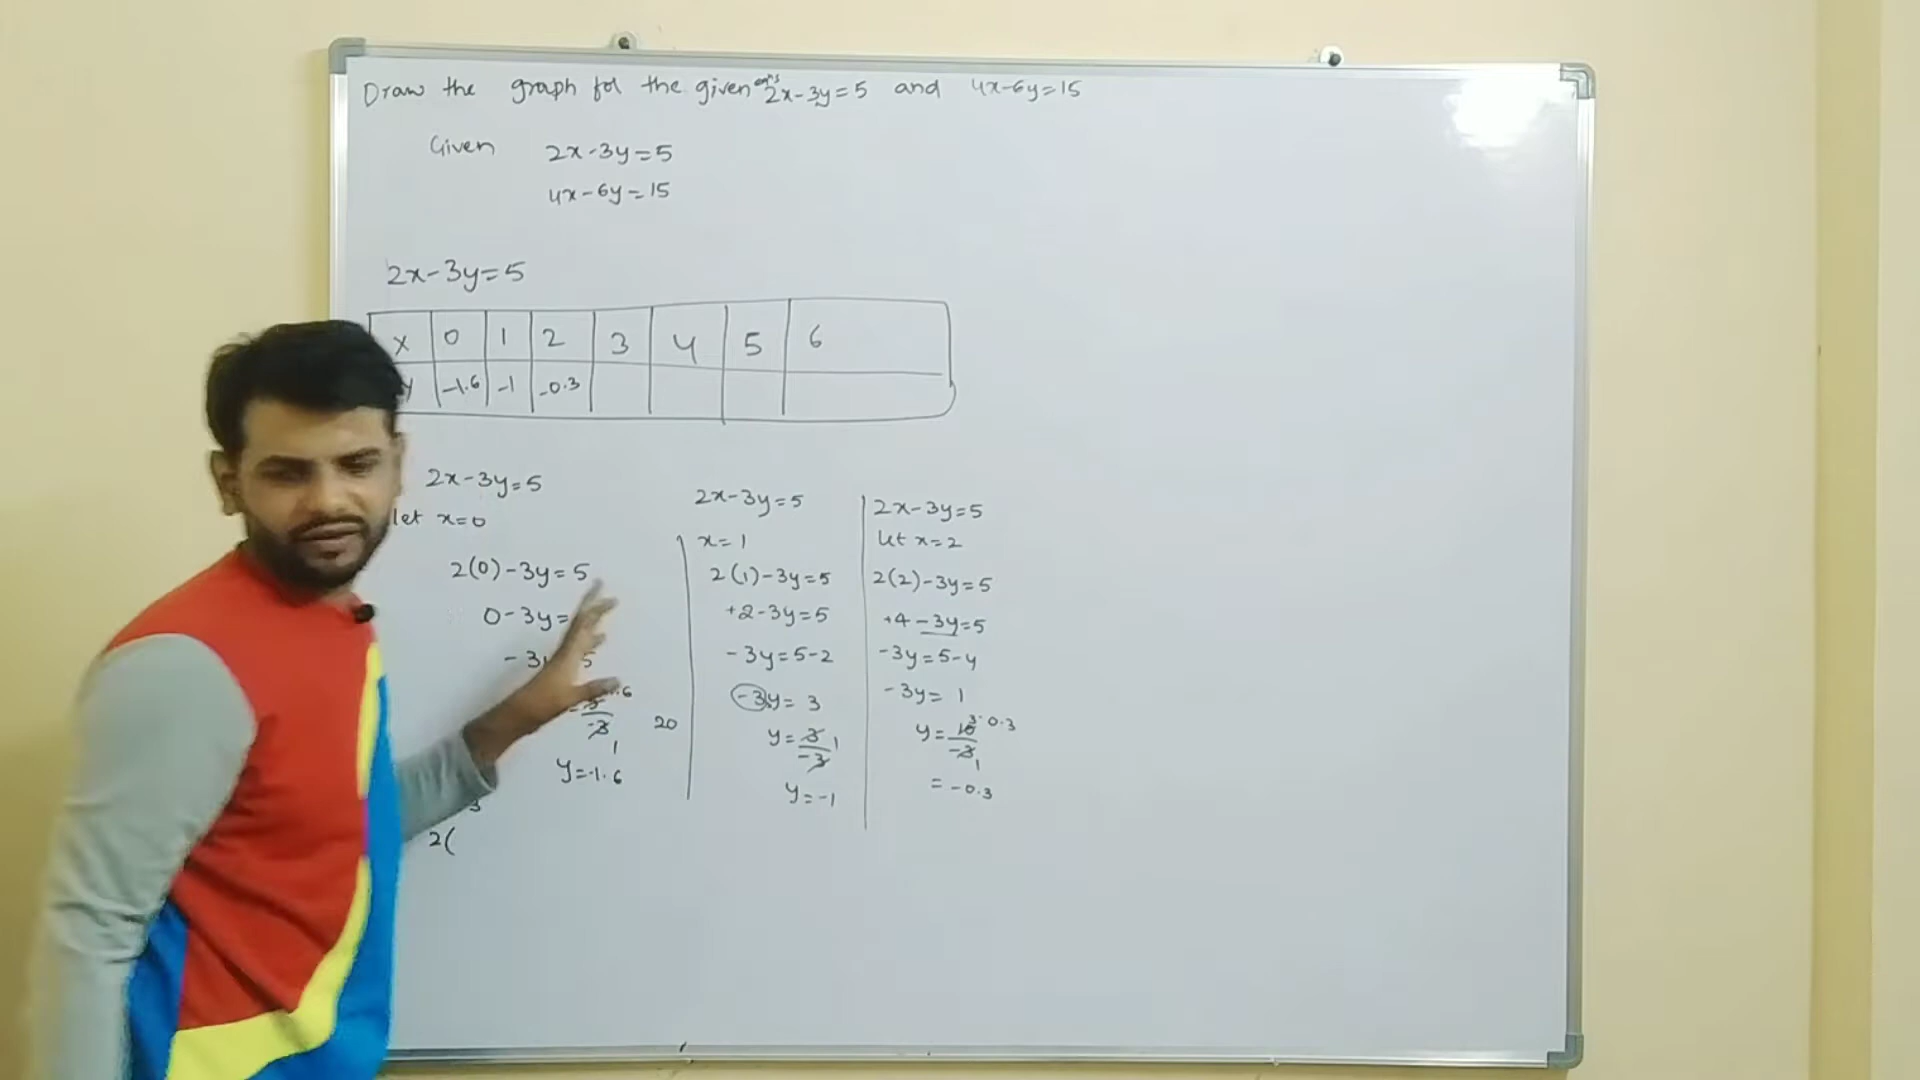 Draw the graph for the given eqn's 2x-3y=5 and 4x-6y=15
Given 2x-3y=5
4x-6y=15
2x-3y=5
x 0 1 2 3 4 5 6
y -1.6 -1 -0.3
2x-3y=5
let x=0
2(0)-3y=5
0-3y=
-3y 5
y=-1.6
2(
20
2x-3y=5
x=1
2(1)-3y=5
+2-3y=5
-3y=5-2
-3y=3
y=3/-3 1
y=-1
2x-3y=5
let x=2
2(2)-3y=5
+4-3y=5
-3y=5-4
-3y=1
y=10/-3 0.3
1
=-0.3